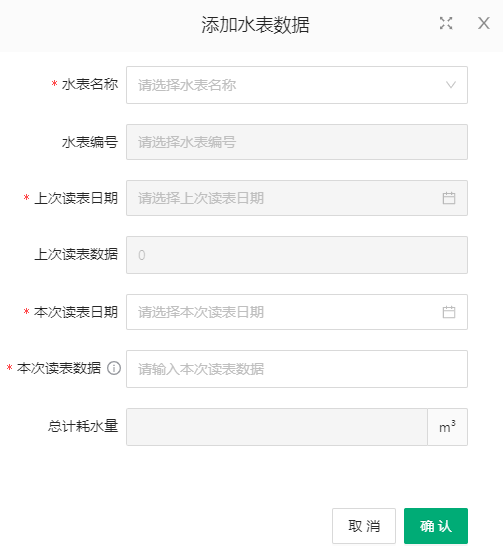 添加水表数据
* 水表名称 请选择水表名称
水表编号 请选择水表编号
* 上次读表日期 请选择上次读表日期
上次读表数据 0
* 本次读表日期 请选择本次读表日期
* 本次读表数据 请输入本次读表数据
总计耗水量 m³
取消 确认